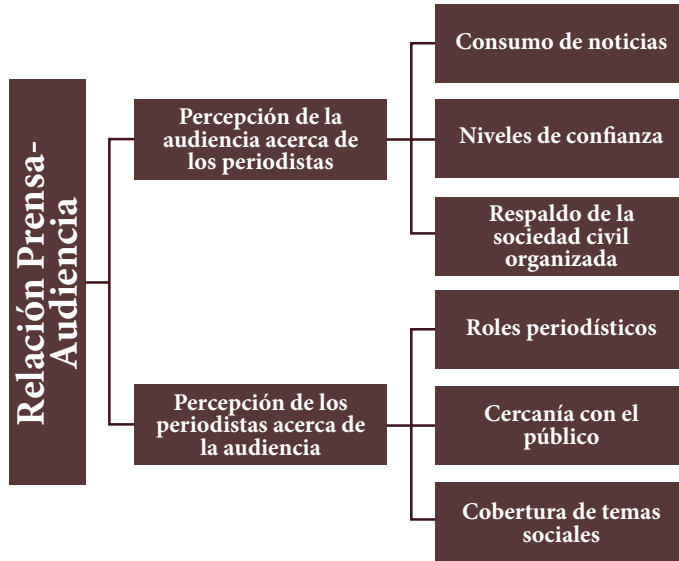 Relación Prensa-
Audiencia
Percepción de la
audiencia acerca de
los periodistas
Consumo de noticias
Niveles de confianza
Respaldo de la
sociedad civil
organizada
Percepción de los
periodistas acerca de
la audiencia
Roles periodísticos
Cercanía con el
público
Cobertura de temas
sociales